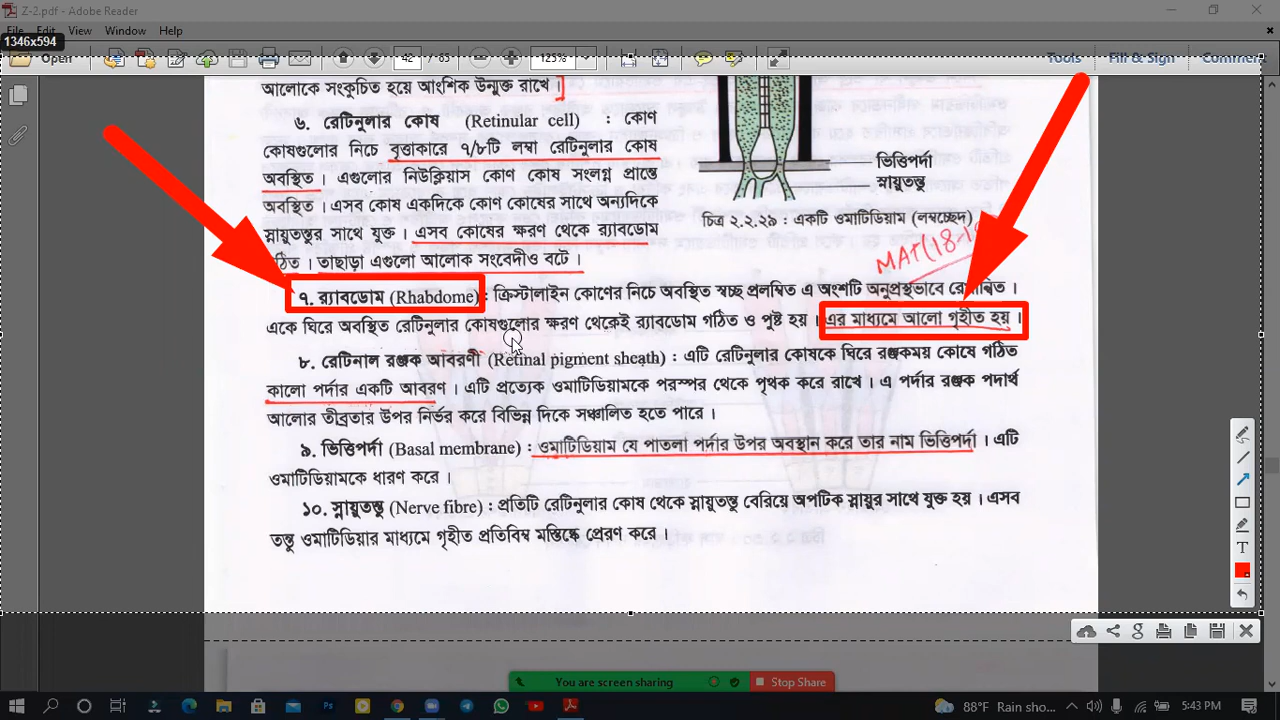 Z-2.pdf - Adobe Reader
File Edit View Window Help
1346x594
Open 42 / 65 125% Tools Fill & Sign Comment
আলোকে সংকুচিত হয়ে আংশিক উন্মুক্ত রাখে।
৬. রেটিনুলার কোষ (Retinular cell) : কোণ
কোষগুলোর নিচে বৃত্তাকারে ৭/৮টি লম্বা রেটিনুলার কোষ
অবস্থিত। এগুলোর নিউক্লিয়াস কোণ কোষ সংলগ্ন প্রান্তে
অবস্থিত। এসব কোষ একদিকে কোণ কোষের সাথে অন্যদিকে
স্নায়ুতন্তুর সাথে যুক্ত। এসব কোষের ক্ষরণ থেকে র‍্যাবডোম
গঠিত। তাছাড়া এগুলো আলোক সংবেদীও বটে।
ভিত্তিপর্দা
স্নায়ুতন্তু
চিত্র ২.২.২৯ : একটি ওমাটিডিয়াম (লম্বচ্ছেদ)
MAT(18-19
৭. র‍্যাবডোম (Rhabdome) : ক্রিস্টালাইন কোণের নিচে অবস্থিত স্বচ্ছ প্রলম্বিত এ অংশটি অনুপ্রস্থভাবে রেখান্বিত।
একে ঘিরে অবস্থিত রেটিনুলার কোষগুলোর ক্ষরণ থেকেই র‍্যাবডোম গঠিত ও পুষ্ট হয়। এর মাধ্যমে আলো গৃহীত হয়।
৮. রেটিনাল রঞ্জক আবরণী (Retinal pigment sheath) : এটি রেটিনুলার কোষকে ঘিরে রঞ্জকময় কোষে গঠিত
কালো পর্দার একটি আবরণ। এটি প্রত্যেক ওমাটিডিয়ামকে পরস্পর থেকে পৃথক করে রাখে। এ পর্দার রঞ্জক পদার্থ
আলোর তীব্রতার উপর নির্ভর করে বিভিন্ন দিকে সঞ্চালিত হতে পারে।
৯. ভিত্তিপর্দা (Basal membrane) : ওমাটিডিয়াম যে পাতলা পর্দার উপর অবস্থান করে তার নাম ভিত্তিপর্দা। এটি
ওমাটিডিয়ামকে ধারণ করে।
১০. স্নায়ুতন্তু (Nerve fibre) : প্রতিটি রেটিনুলার কোষ থেকে স্নায়ুতন্তু বেরিয়ে অপটিক স্নায়ুর সাথে যুক্ত হয়। এসব
তন্তু ওমাটিডিয়ার মাধ্যমে গৃহীত প্রতিবিম্ব মস্তিষ্কে প্রেরণ করে।
You are screen sharing Stop Share
88°F Rain sho... 5:43 PM